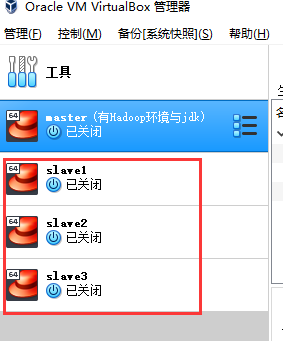 Oracle VM VirtualBox 管理器
管理(F) 控制(M) 备份[系统快照](S) 帮助(H)
工具
64 master (有Hadoop环境与jdk)
已关闭
64 slave1
已关闭
64 slave2
已关闭
64 slave3
已关闭